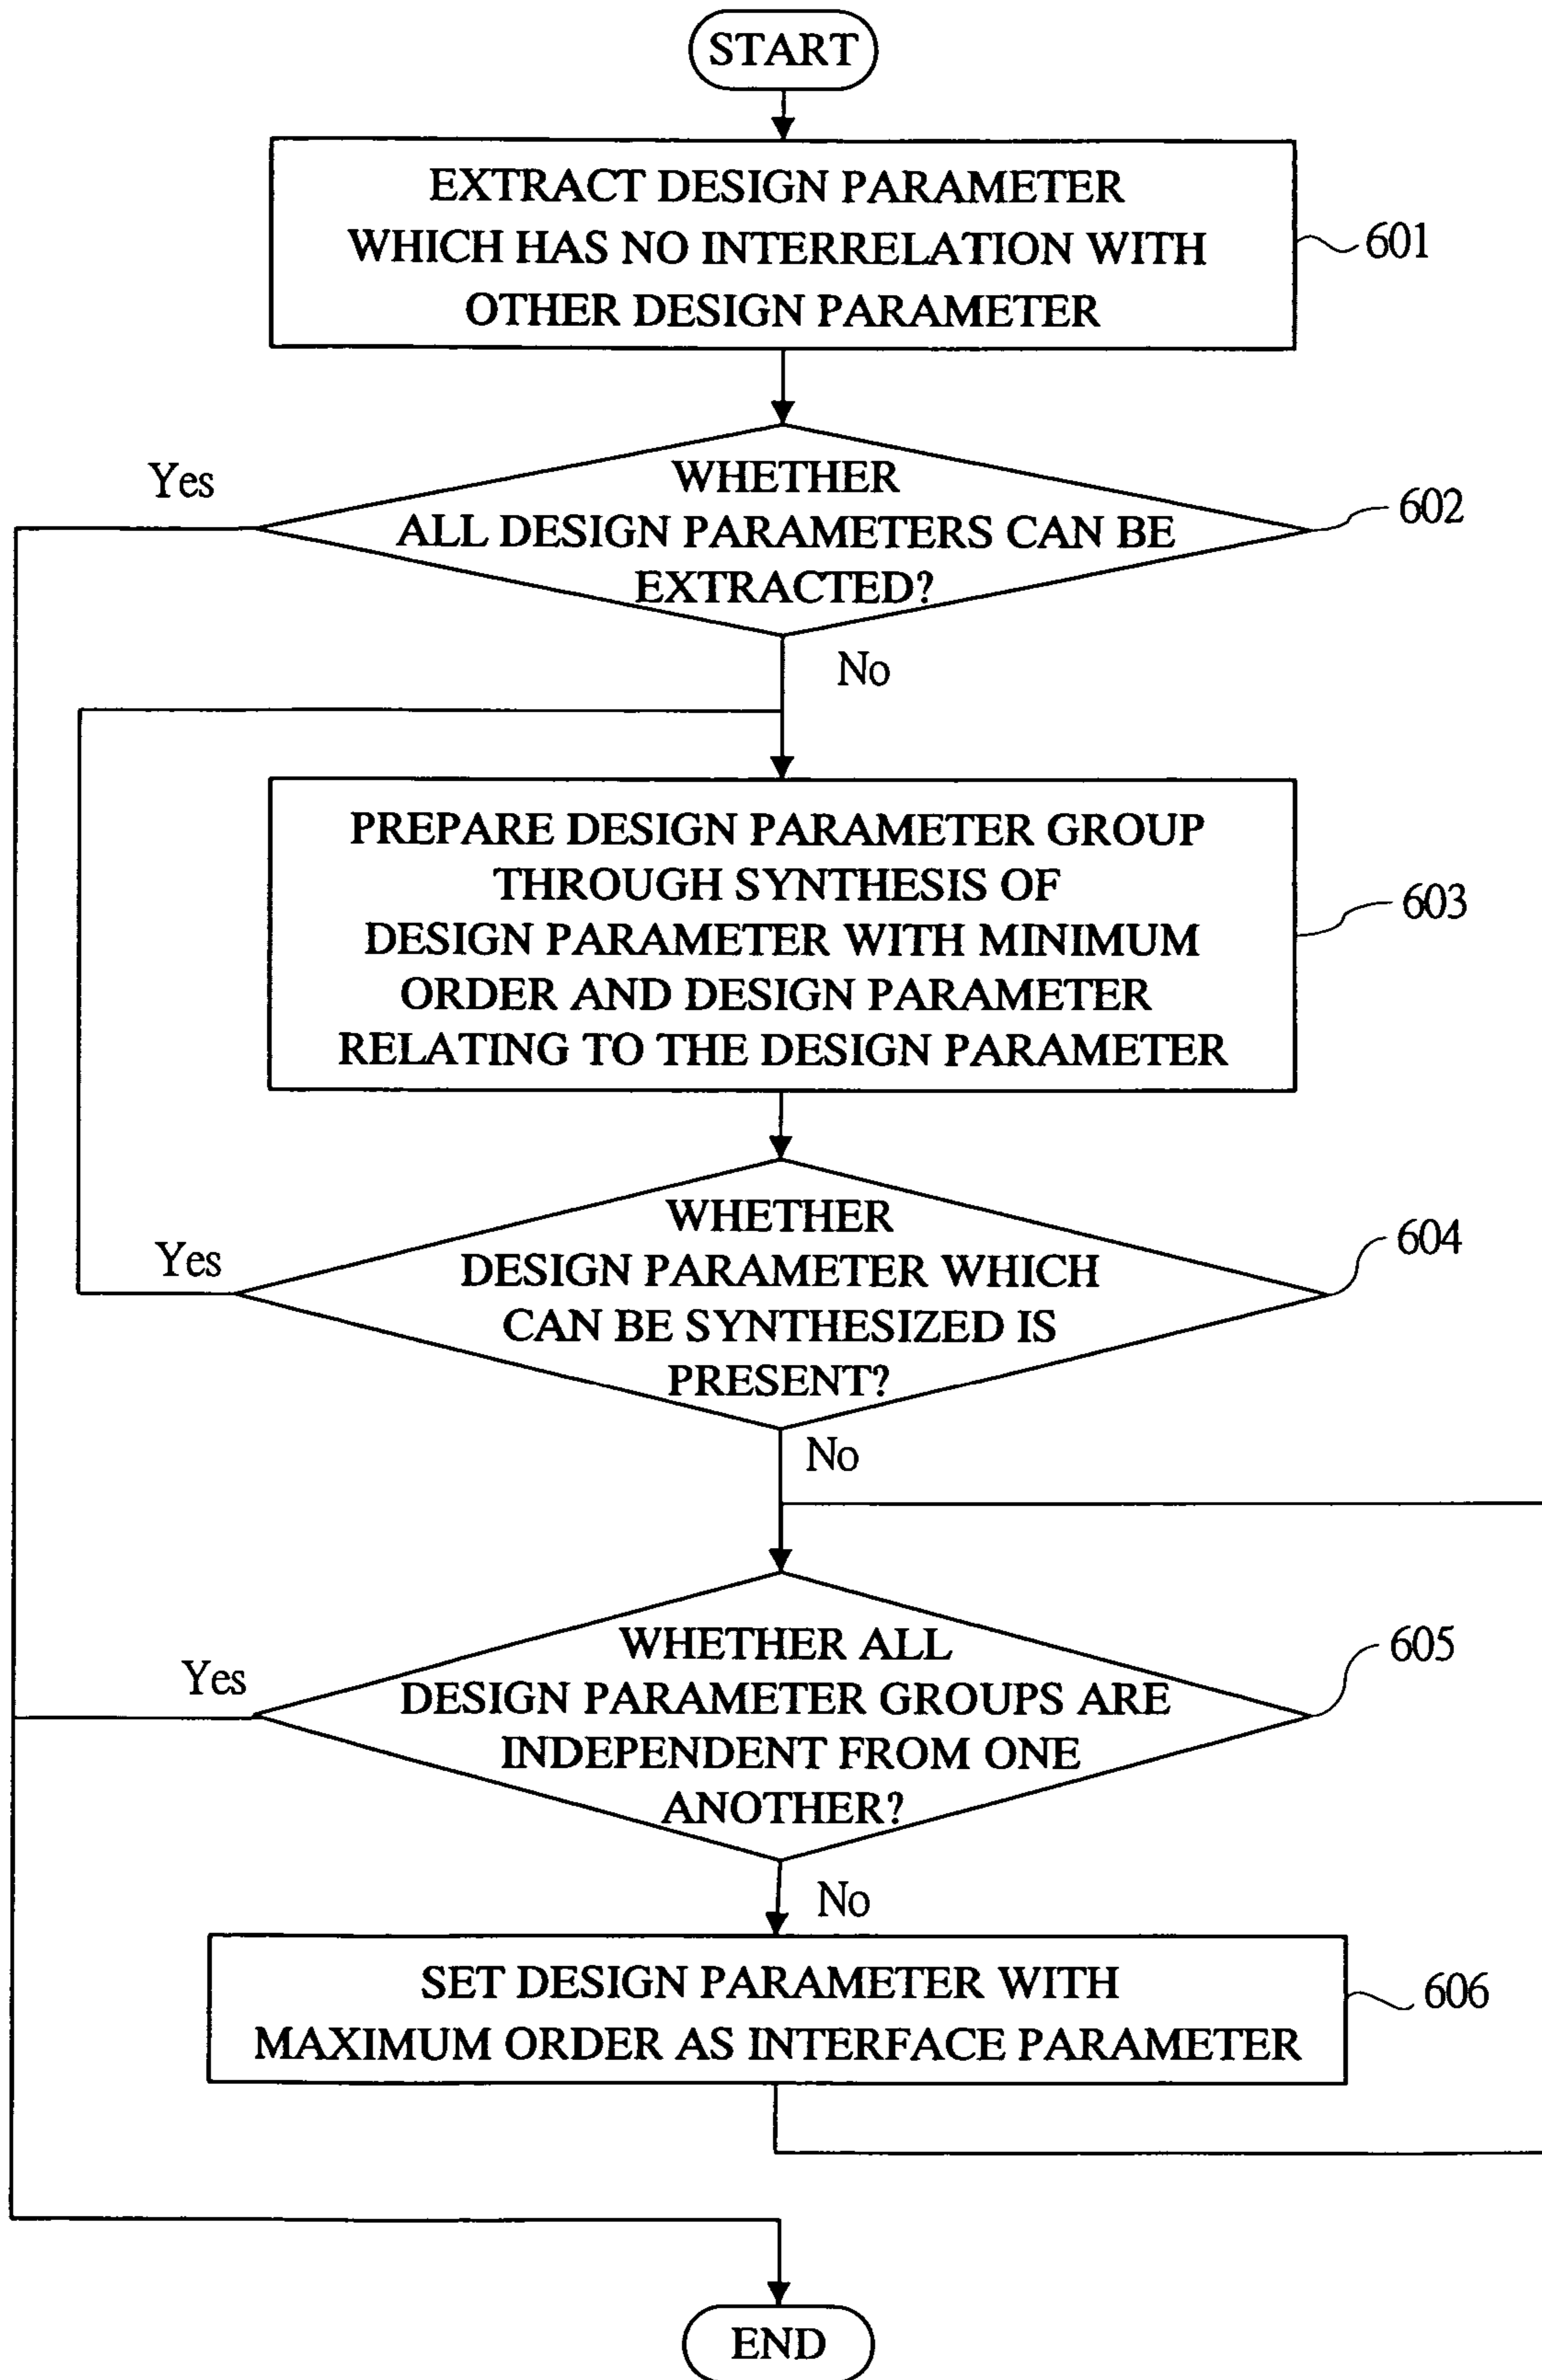 START
EXTRACT DESIGN PARAMETER
WHICH HAS NO INTERRELATION WITH
OTHER DESIGN PARAMETER
601
Yes
WHETHER
ALL DESIGN PARAMETERS CAN BE
EXTRACTED?
602
No
PREPARE DESIGN PARAMETER GROUP
THROUGH SYNTHESIS OF
DESIGN PARAMETER WITH MINIMUM
ORDER AND DESIGN PARAMETER
RELATING TO THE DESIGN PARAMETER
603
Yes
WHETHER
DESIGN PARAMETER WHICH
CAN BE SYNTHESIZED IS
PRESENT?
604
No
Yes
WHETHER ALL
DESIGN PARAMETER GROUPS ARE
INDEPENDENT FROM ONE
ANOTHER?
605
No
SET DESIGN PARAMETER WITH
MAXIMUM ORDER AS INTERFACE PARAMETER
606
END